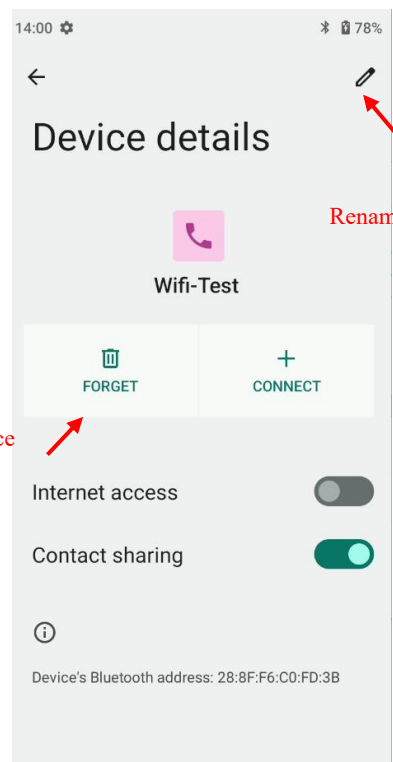 14:00 78%
Device details
Renam
Wifi-Test
FORGET CONNECT
ce
Internet access
Contact sharing
Device's Bluetooth address: 28:8F:F6:C0:FD:3B